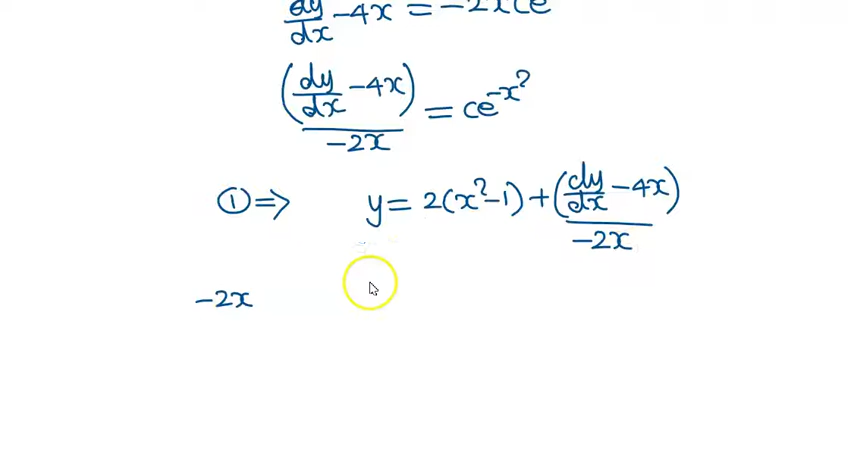 dy/dx - 4x = -2xce
(dy/dx - 4x)/-2x = ce^-x²
① ⇒ y = 2(x² - 1) + (dy/dx - 4x)/-2x
-2x